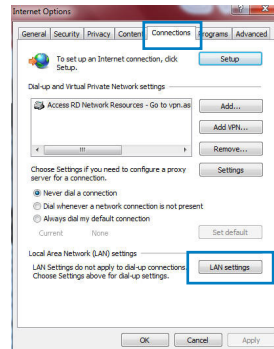 Internet Options
General Security Privacy Content Connections Programs Advanced
To set up an Internet connection, click
Setup.
Setup
Dial-up and Virtual Private Network settings
Access RD Network Resources - Go to vpn.as
Add...
Add VPN...
Remove...
Choose Settings if you need to configure a proxy
server for a connection.
Settings
Never dial a connection
Dial whenever a network connection is not present
Always dial my default connection
Current None
Set default
Local Area Network (LAN) settings
LAN Settings do not apply to dial-up connections.
Choose Settings above for dial-up settings.
LAN settings
OK Cancel Apply